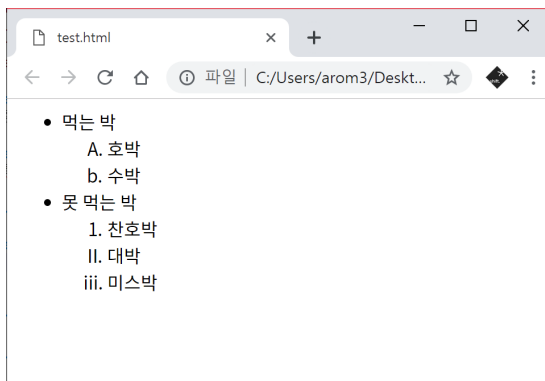 test.html
파일 C:/Users/arom3/Deskt...
• 먹는 박
A. 호박
b. 수박
• 못 먹는 박
1. 찬호박
II. 대박
iii. 미스박